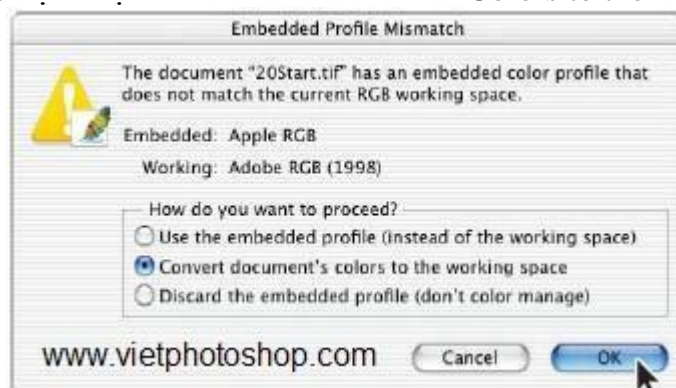 Embedded Profile Mismatch
The document "20Start.tif" has an embedded color profile that
does not match the current RGB working space.
Embedded: Apple RGB
Working: Adobe RGB (1998)
How do you want to proceed?
Use the embedded profile (instead of the working space)
Convert document's colors to the working space
Discard the embedded profile (don't color manage)
www.vietphotoshop.com
Cancel
OK